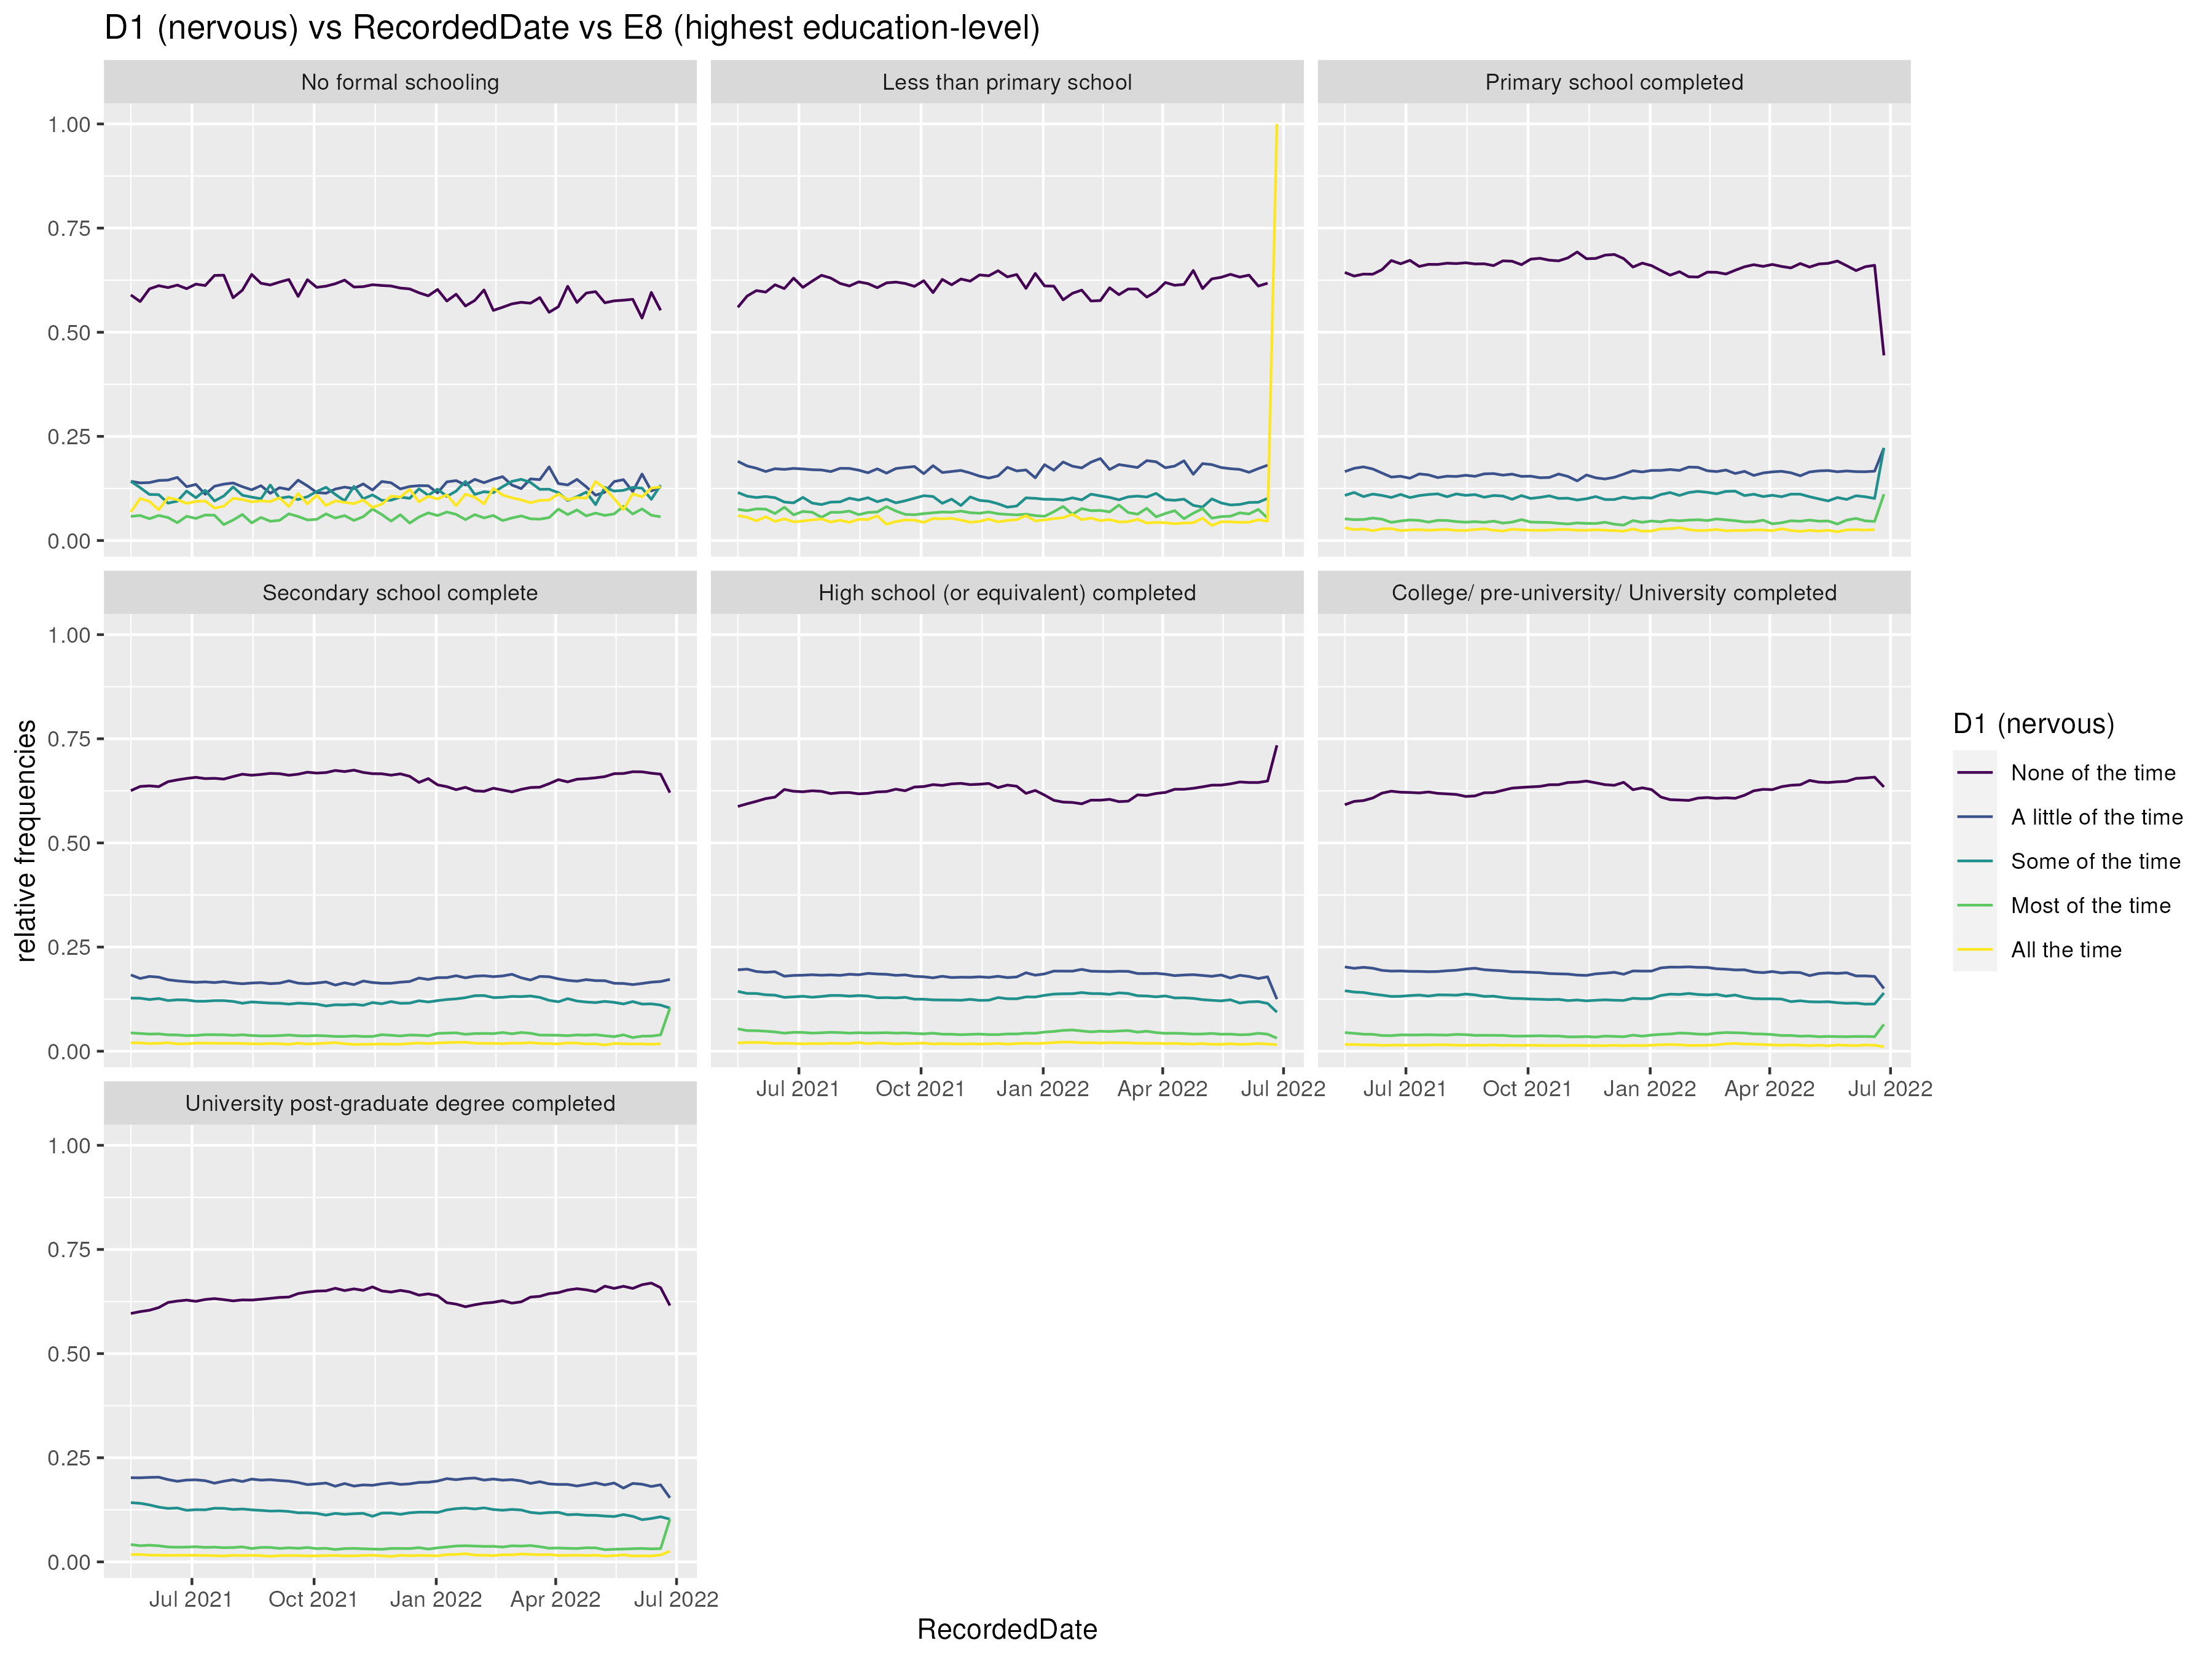 D1 (nervous) vs RecordedDate vs E8 (highest education-level)
No formal schooling
Less than primary school
Primary school completed
1.00
0.75
0.50
0.25
0.00
Secondary school complete
High school (or equivalent) completed
College/ pre-university/ University completed
1.00
0.75
0.50
0.25
0.00
Jul 2021 Oct 2021 Jan 2022 Apr 2022 Jul 2022
Jul 2021 Oct 2021 Jan 2022 Apr 2022 Jul 2022
University post-graduate degree completed
1.00
0.75
0.50
0.25
0.00
Jul 2021 Oct 2021 Jan 2022 Apr 2022 Jul 2022
RecordedDate
relative frequencies
D1 (nervous)
None of the time
A little of the time
Some of the time
Most of the time
All the time